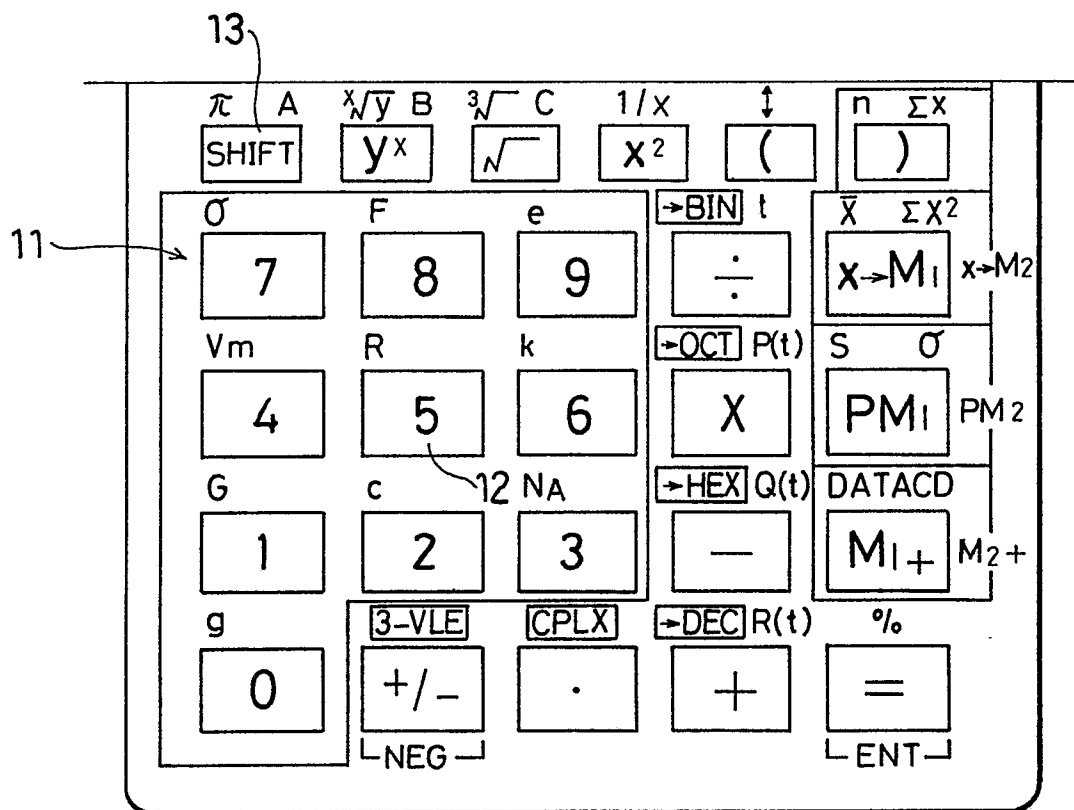 13
π A ˣ√y B ³√ C 1/x ↕ n Σx
SHIFT yˣ √ x² ( )
σ F e →BIN t x̄ Σx²
11 7 8 9 ÷ x→M₁ x→M₂
Vm R k →OCT P(t) S σ
4 5 6 X PM₁ PM₂
12
G c NA →HEX Q(t) DATACD
1 2 3 − M₁+ M₂+
g 3-VLE CPLX →DEC R(t) %
0 +/− · + =
NEG ENT